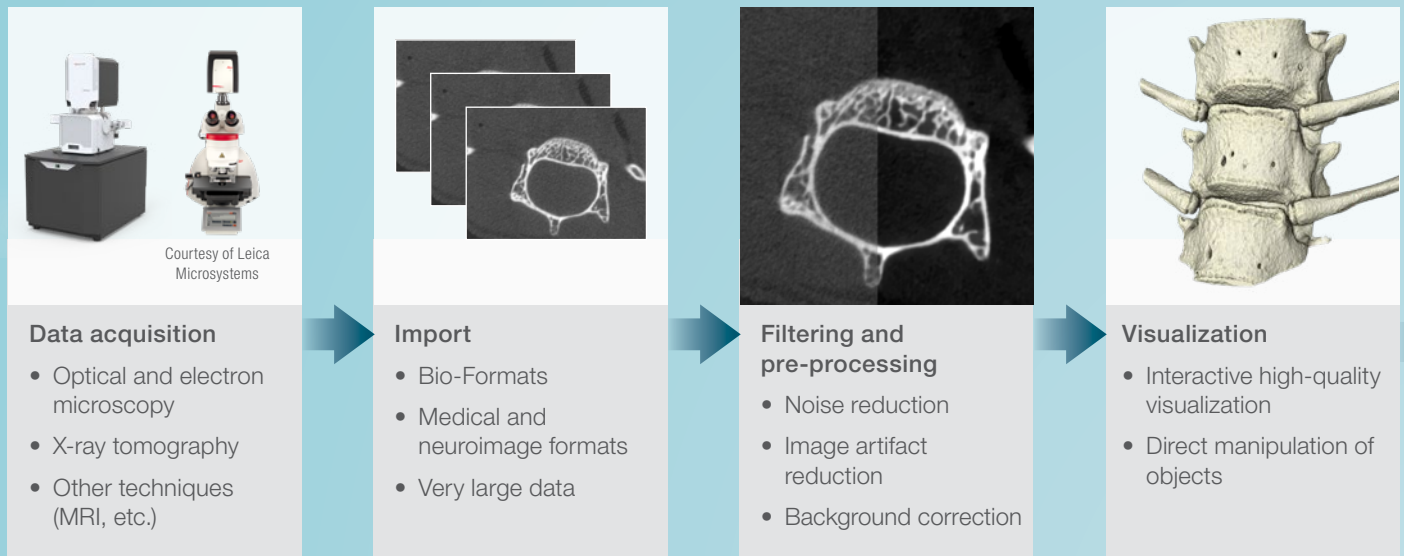 Courtesy of Leica
Microsystems
Data acquisition
• Optical and electron
microscopy
• X-ray tomography
• Other techniques
(MRI, etc.)
Import
• Bio-Formats
• Medical and
neuroimage formats
• Very large data
Filtering and
pre-processing
• Noise reduction
• Image artifact
reduction
• Background correction
Visualization
• Interactive high-quality
visualization
• Direct manipulation of
objects